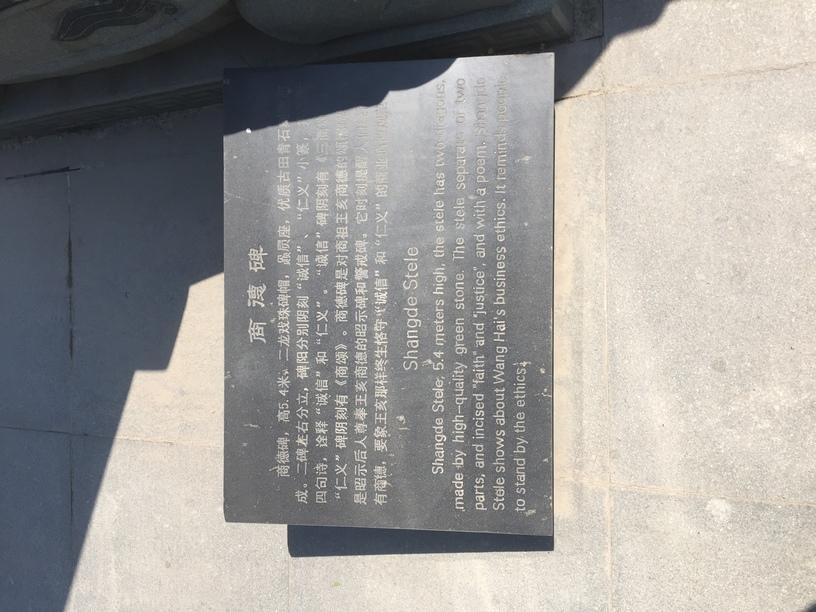 商德碑
商德碑，高5.4米，二龙戏珠碑帽，赑屃座，优质古田青石
成。二碑左右分立，碑阳分别阴刻“诚信”、“仁义”小篆，
四句诗，诠释“诚信”和“仁义”。“诚信”碑阴刻有《三
“仁义”碑阴刻有《商颂》。商德碑是对商祖王亥商德的
是昭示后人尊奉王亥商德的昭示碑和警戒碑。它时刻提醒人们
有商德，要象王亥那样终生恪守“诚信”和“仁义”的商业
Shangde Stele
Shangde Stele, 5.4 meters high, the stele has two dragons,
made by high-quality green stone. The stele separate or two
parts, and incised "faith" and "justice", and with a poem. Shangde
Stele shows about Wang Hai's business ethics. It reminds people
to stand by the ethics.